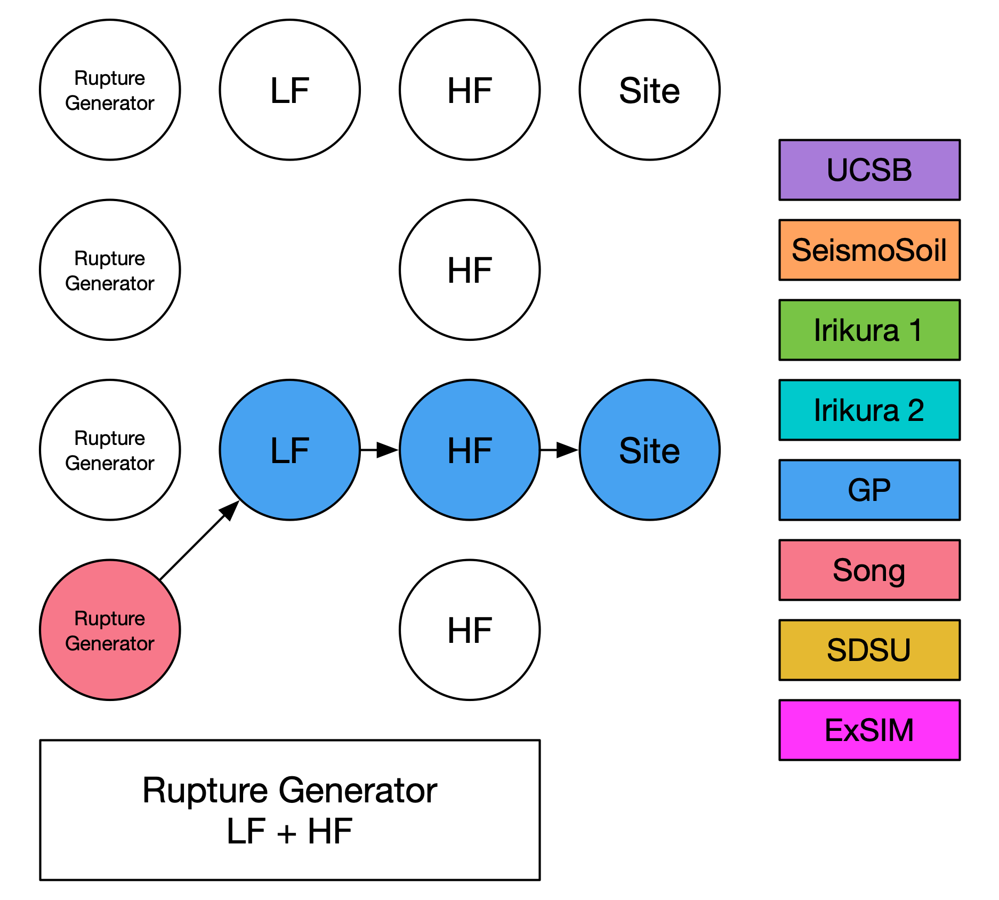 Rupture
Generator
LF
HF
Site
Rupture
Generator
HF
Rupture
Generator
LF
HF
Site
Rupture
Generator
HF
Rupture Generator
LF + HF
UCSB
SeismoSoil
Irikura 1
Irikura 2
GP
Song
SDSU
ExSIM